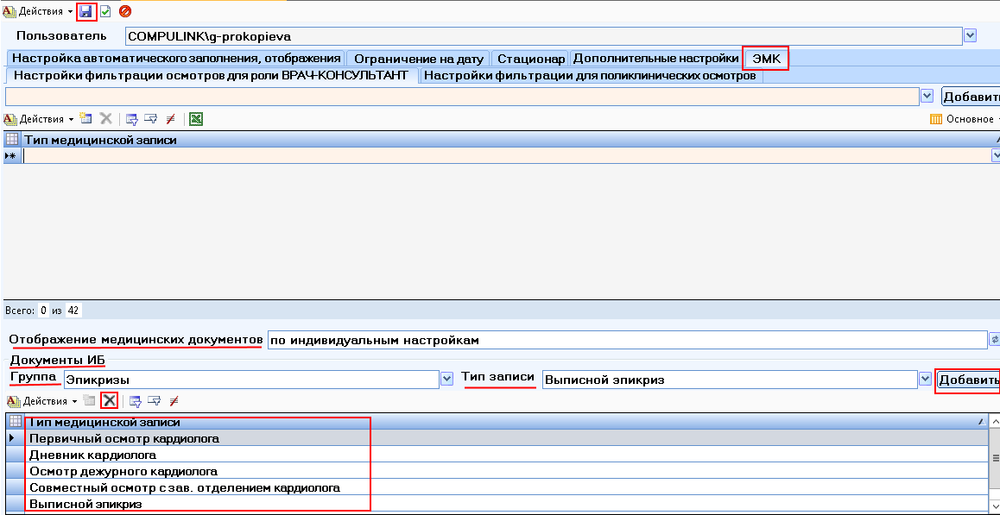 Действия
Пользователь COMPULINK\g-prokopieva
Настройка автоматического заполнения, отображения Ограничение на дату Стационар Дополнительные настройки ЭМК
Настройки фильтрации осмотров для роли ВРАЧ-КОНСУЛЬТАНТ Настройки фильтрации для поликлинических осмотров
Добавить
Действия Основное
Тип медицинской записи
Всего: 0 из 42
Отображение медицинских документов по индивидуальным настройкам
Документы ИБ
Группа Эпикризы Тип записи Выписной эпикриз Добавить
Действия
Тип медицинской записи
Первичный осмотр кардиолога
Дневник кардиолога
Осмотр дежурного кардиолога
Совместный осмотр с зав. отделением кардиолога
Выписной эпикриз